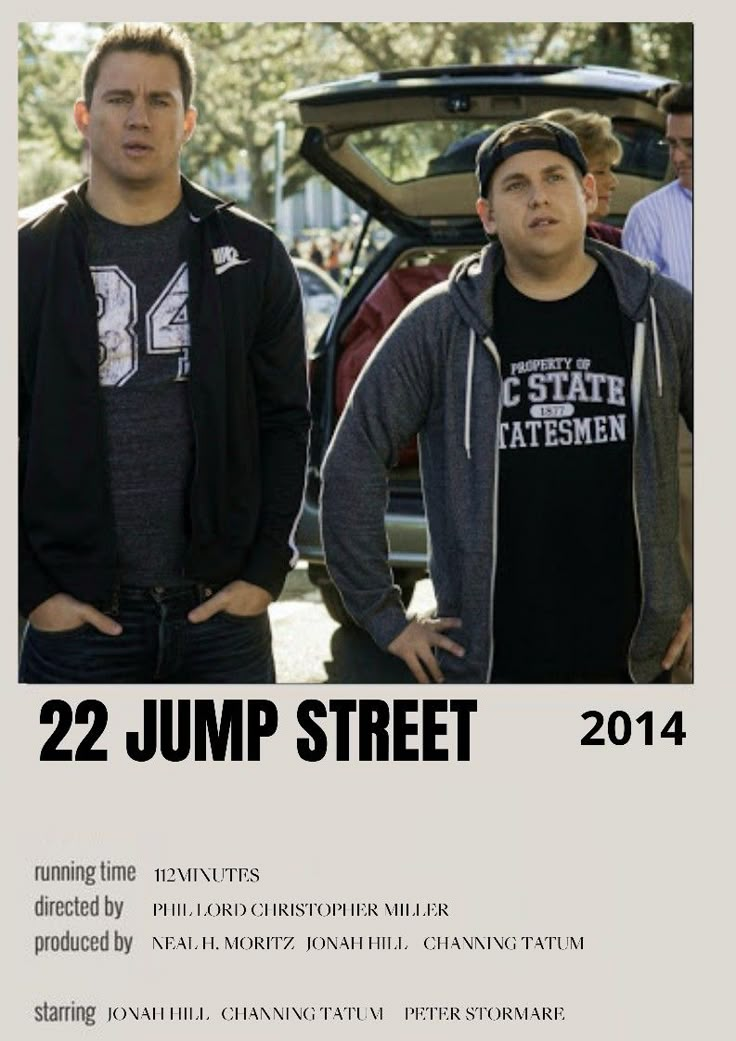 84
NIKE
PROPERTY OF
C STATE
1877
TATESMEN
22 JUMP STREET 2014
running time 112MINUTES
directed by PHIL LORD CHRISTOPHER MILLER
produced by NEAL H. MORITZ JONAH HILL CHANNING TATUM
starring JONAH HILL CHANNING TATUM PETER STORMARE